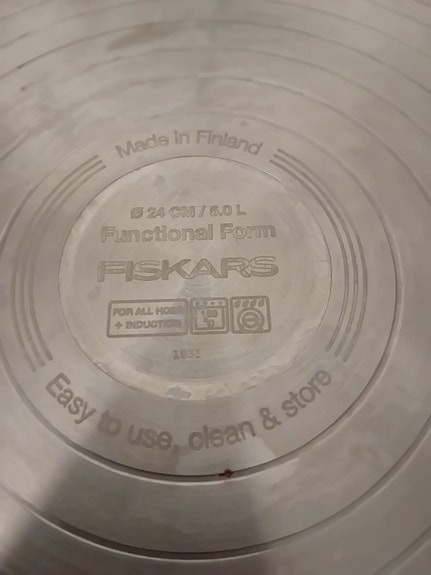 Made in Finland
Ø 24 CM / 5.0 L
Functional Form
FISKARS
FOR ALL HOBS
+ INDUCTION
Easy to use, clean & store